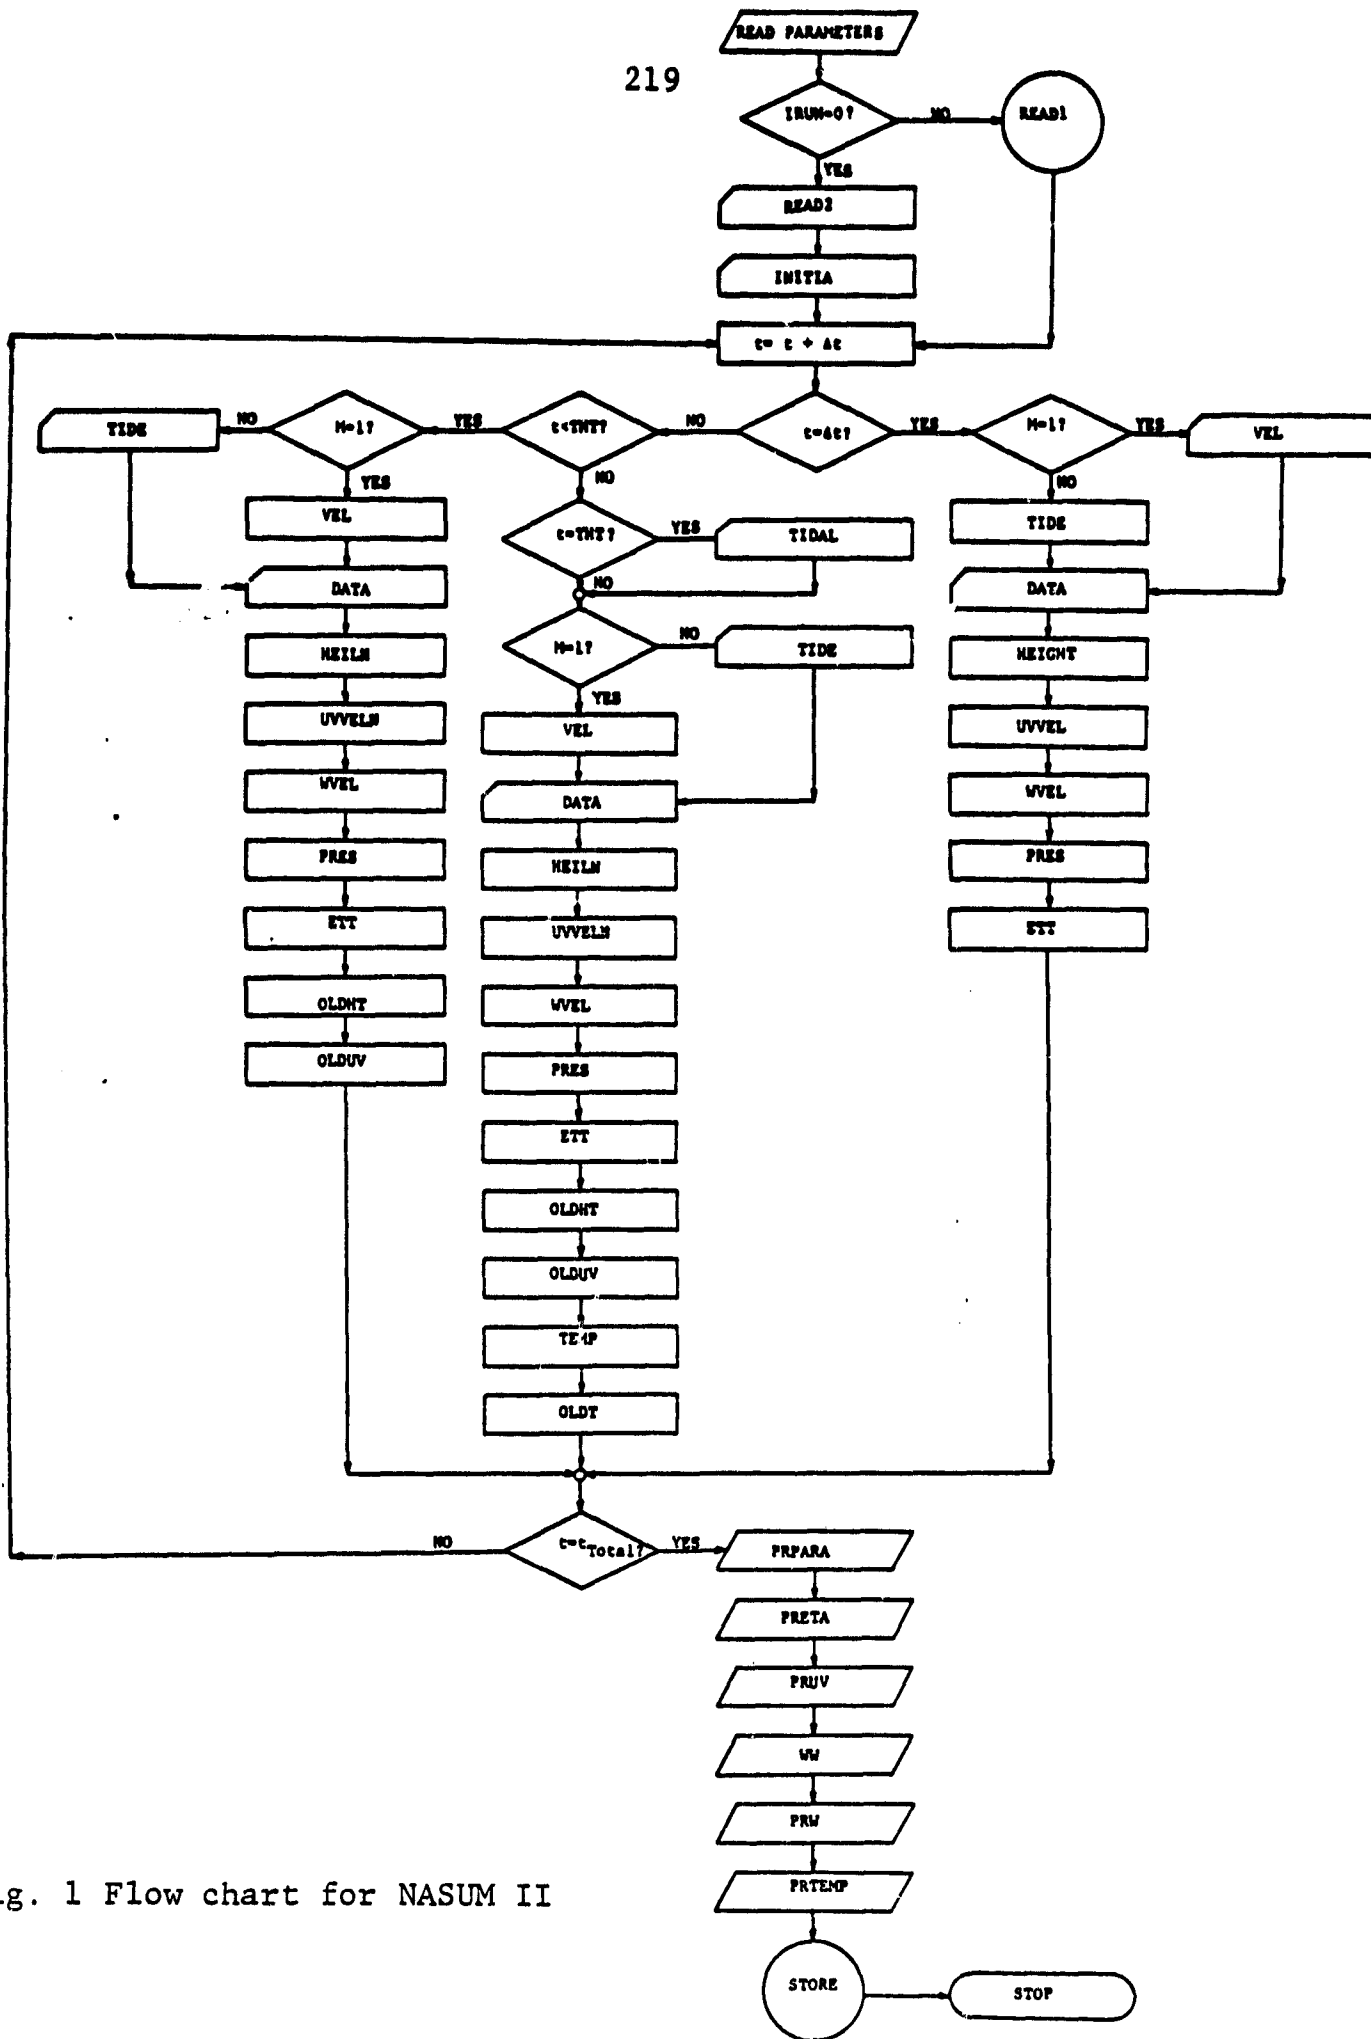 READ PARAMETERS
219
IRUN=0?
NO
READ1
YES
READ2
INITIA
t= t + Δt
TIDE
NO
M=1?
YES
t<TNT?
NO
t=Δt?
YES
M=1?
YES
VEL
YES
NO
NO
VEL
t=TNT?
YES
TIDAL
TIDE
DATA
NO
DATA
HEILN
M=1?
NO
TIDE
HEIGHT
UVVELN
YES
VEL
UVVEL
WVEL
DATA
WVEL
PRES
HEILN
PRES
ETT
UVVELN
ETT
OLDHT
WVEL
OLDUV
PRES
ETT
OLDHT
OLDUV
OLDT
NO
t=tTotal?
YES
PRPARA
PRETA
PRUV
WW
PRW
PRTEMP
g. 1 Flow chart for NASUM II
STORE
STOP